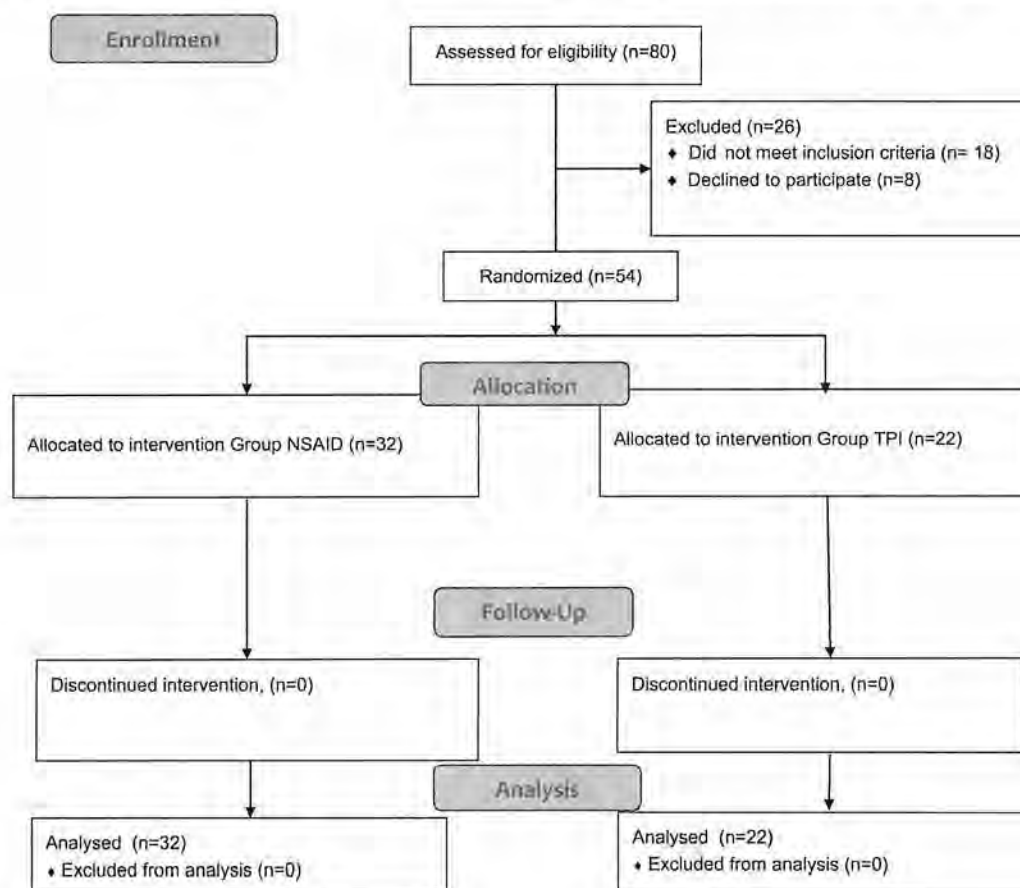 Enrollment
Assessed for eligibility (n=80)
Excluded (n=26)
♦ Did not meet inclusion criteria (n= 18)
♦ Declined to participate (n=8)
Randomized (n=54)
Allocation
Allocated to intervention Group NSAID (n=32)
Allocated to intervention Group TPI (n=22)
Follow-Up
Discontinued intervention, (n=0)
Discontinued intervention, (n=0)
Analysis
Analysed (n=32)
♦ Excluded from analysis (n=0)
Analysed (n=22)
♦ Excluded from analysis (n=0)